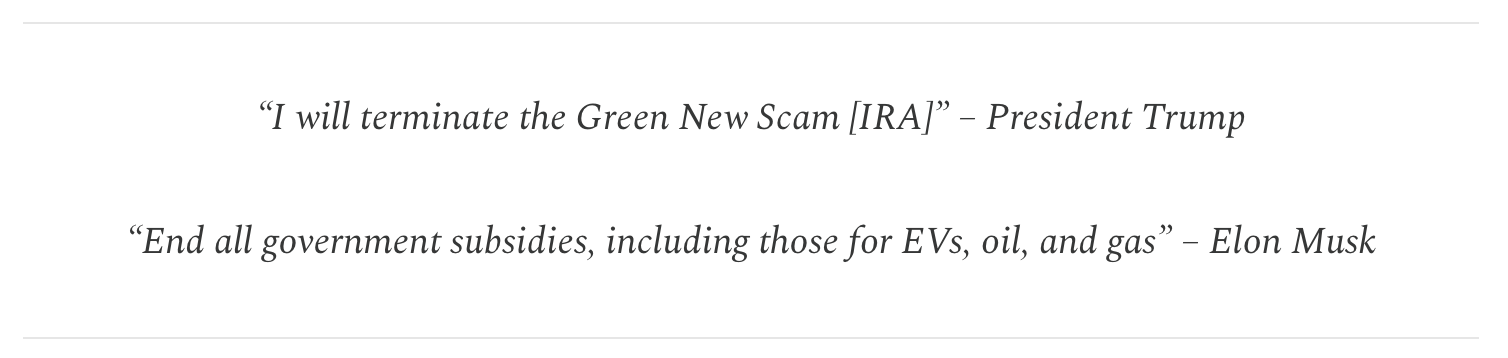 “I will terminate the Green New Scam [IRA]” – President Trump
“End all government subsidies, including those for EVs, oil, and gas” – Elon Musk